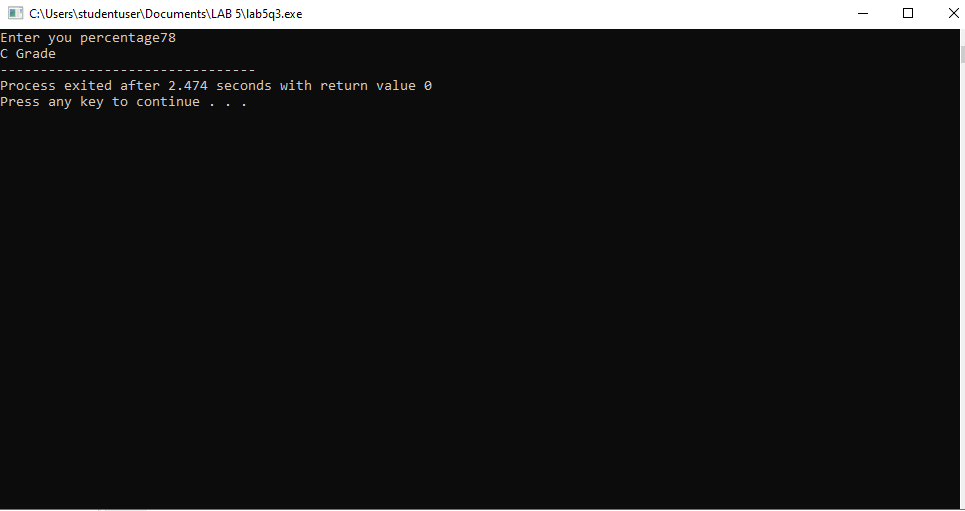 C:\Users\studentuser\Documents\LAB 5\lab5q3.exe
Enter you percentage78
C Grade
--------------------------------
Process exited after 2.474 seconds with return value 0
Press any key to continue . . .